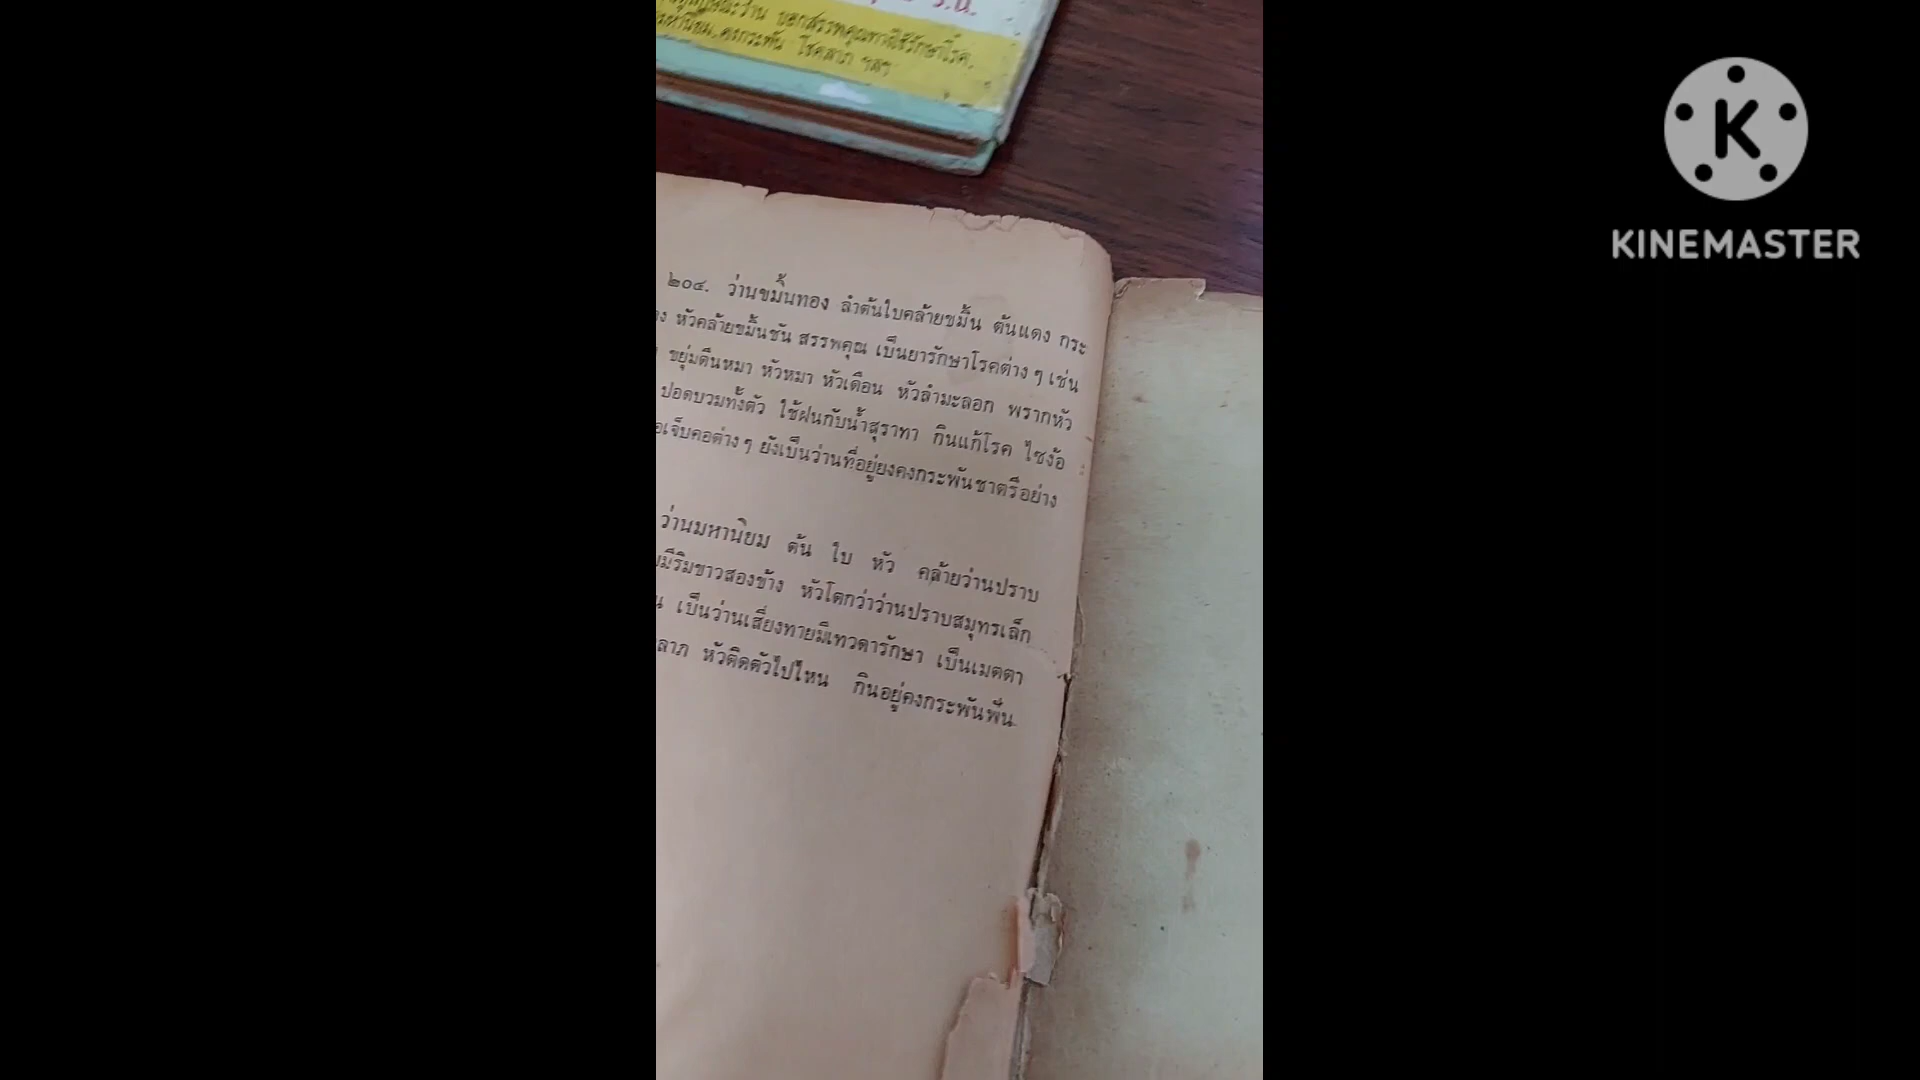 ว่าน บอกสรรพคุณทางใช้รักษาโรค.
คงกระพัน โชคลาภ ฯลฯ
KINEMASTER
๒๐๔. ว่านขมิ้นทอง ลำต้นใบคล้ายขมิ้น ต้นแดง กระ
หัวคล้ายขมิ้นชัน สรรพคุณ เป็นยารักษาโรคต่าง ๆ เช่น
ขยุ่มตีนหมา หัวหมา หัวเดือน หัวลำมะลอก พรากหัว
ปอดบวมทั้งตัว ใช้ฝนกับน้ำสุราทา กินแก้โรค ไซง้อ
เจ็บคอต่าง ๆ ยังเป็นว่านที่อยู่ยงคงกระพันชาตรีอย่าง
ว่านมหานิยม ต้น ใบ หัว คล้ายว่านปราบ
มีริมขาวสองข้าง หัวโตกว่าว่านปราบสมุทรเล็ก
เป็นว่านเสี่ยงทายมีเทวดารักษา เป็นเมตตา
ลาภ หัวติดตัวไปไหน กินอยู่คงกระพันฟัน